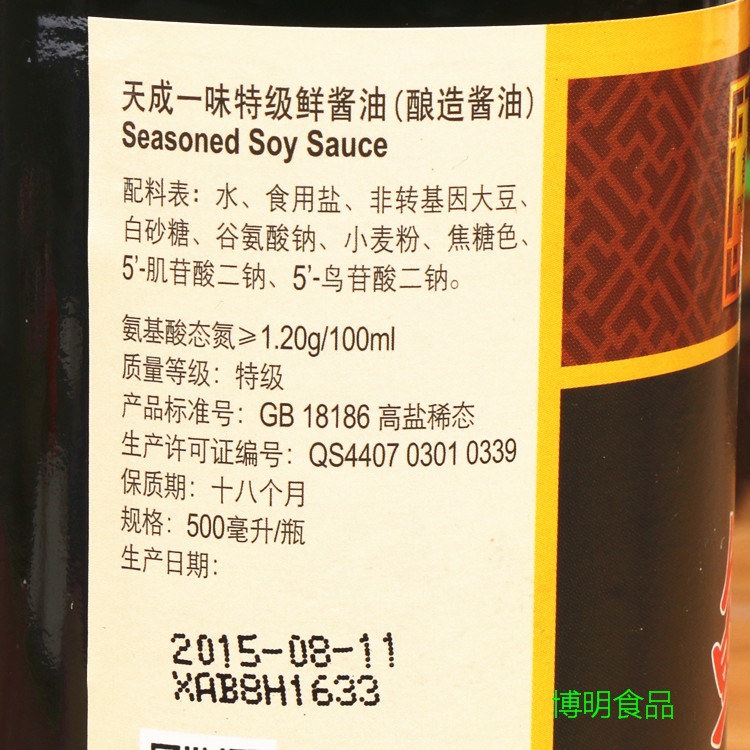 天成一味特级鲜酱油(酿造酱油)
Seasoned Soy Sauce
配料表：水、食用盐、非转基因大豆、
白砂糖、谷氨酸钠、小麦粉、焦糖色、
5’-肌苷酸二钠、5’-鸟苷酸二钠。
氨基酸态氮≥1.20g/100ml
质量等级：特级
产品标准号：GB 18186 高盐稀态
生产许可证编号：QS4407 0301 0339
保质期：十八个月
规格：500毫升/瓶
生产日期：
2015-08-11
XAB8H1633
博明食品